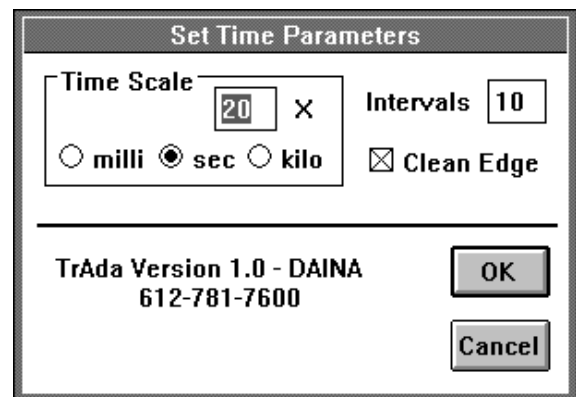 Set Time Parameters
Time Scale
20 X
Intervals 10
milli sec kilo
Clean Edge
TrAda Version 1.0 - DAINA
612-781-7600
OK
Cancel